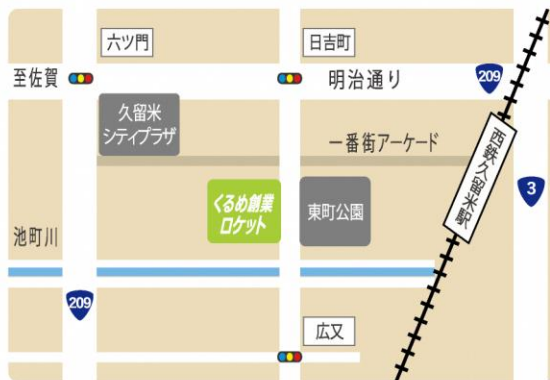 六ツ門
日吉町
至佐賀
明治通り
209
久留米
シティプラザ
一番街アーケード
西鉄久留米駅
3
くるめ創業
ロケット
東町公園
池町川
209
広又